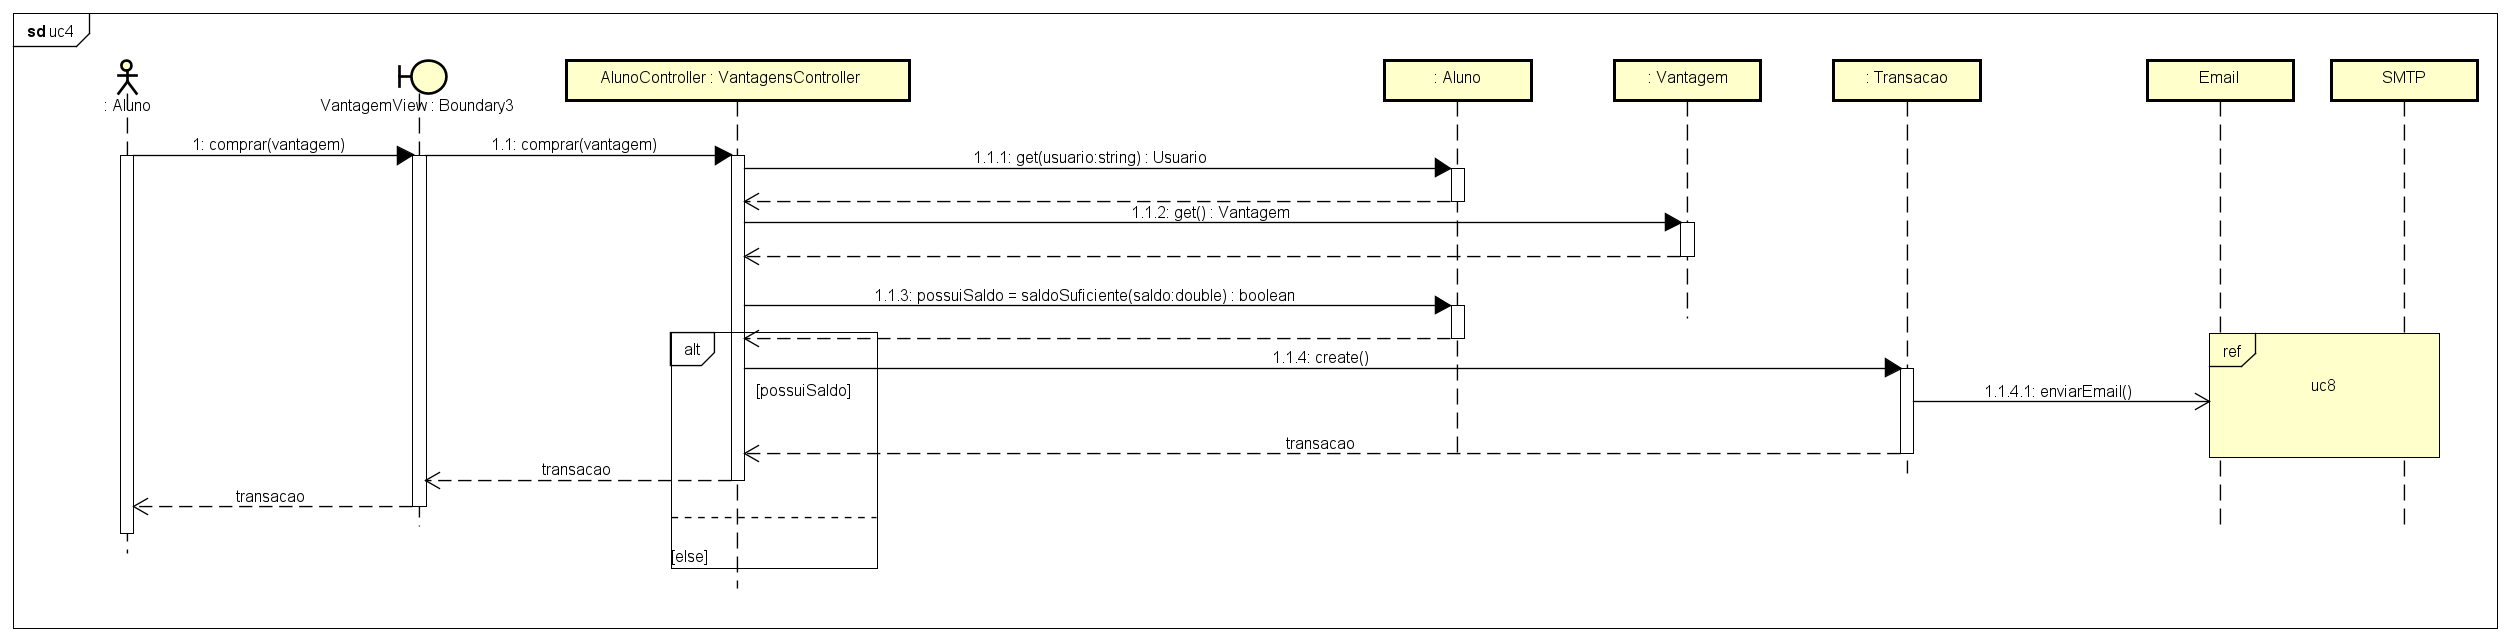 sd uc4
: Aluno
VantagemView : Boundary3
AlunoController : VantagensController
: Aluno
: Vantagem
: Transacao
Email
SMTP
1: comprar(vantagem)
1.1: comprar(vantagem)
1.1.1: get(usuario:string) : Usuario
1.1.2: get() : Vantagem
1.1.3: possuiSaldo = saldoSuficiente(saldo:double) : boolean
alt
ref
1.1.4: create()
[possuiSaldo]
uc8
1.1.4.1: enviarEmail()
transacao
transacao
transacao
[else]